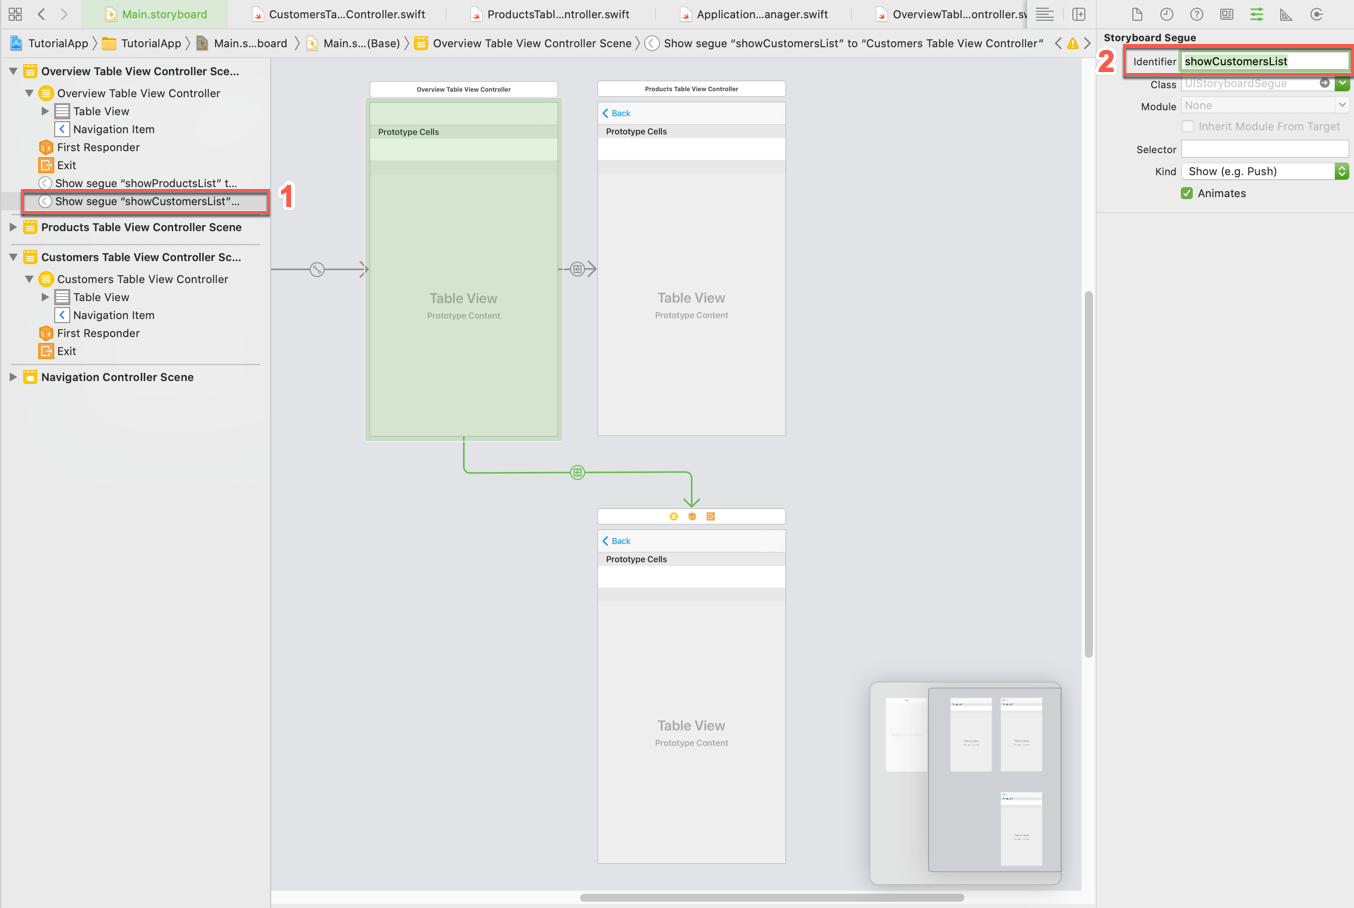 Main.storyboard
CustomersTa...Controller.swift
ProductsTabl...ntroller.swift
Application...anager.swift
OverviewTabl...ontroller.sw
TutorialApp
TutorialApp
Main.s...board
Main.s...(Base)
Overview Table View Controller Scene
Show segue “showCustomersList” to “Customers Table View Controller”
Overview Table View Controller Sce...
Overview Table View Controller
Table View
Navigation Item
First Responder
Exit
Show segue “showProductsList” t...
Show segue “showCustomersList”...
1
Products Table View Controller Scene
Customers Table View Controller Sc...
Customers Table View Controller
Table View
Navigation Item
First Responder
Exit
Navigation Controller Scene
Overview Table View Controller
Prototype Cells
Table View
Prototype Content
Products Table View Controller
Back
Prototype Cells
Table View
Prototype Content
Back
Prototype Cells
Table View
Prototype Content
Storyboard Segue
2
Identifier showCustomersList
Class UIStoryboardSegue
Module None
Inherit Module From Target
Selector
Kind Show (e.g. Push)
Animates